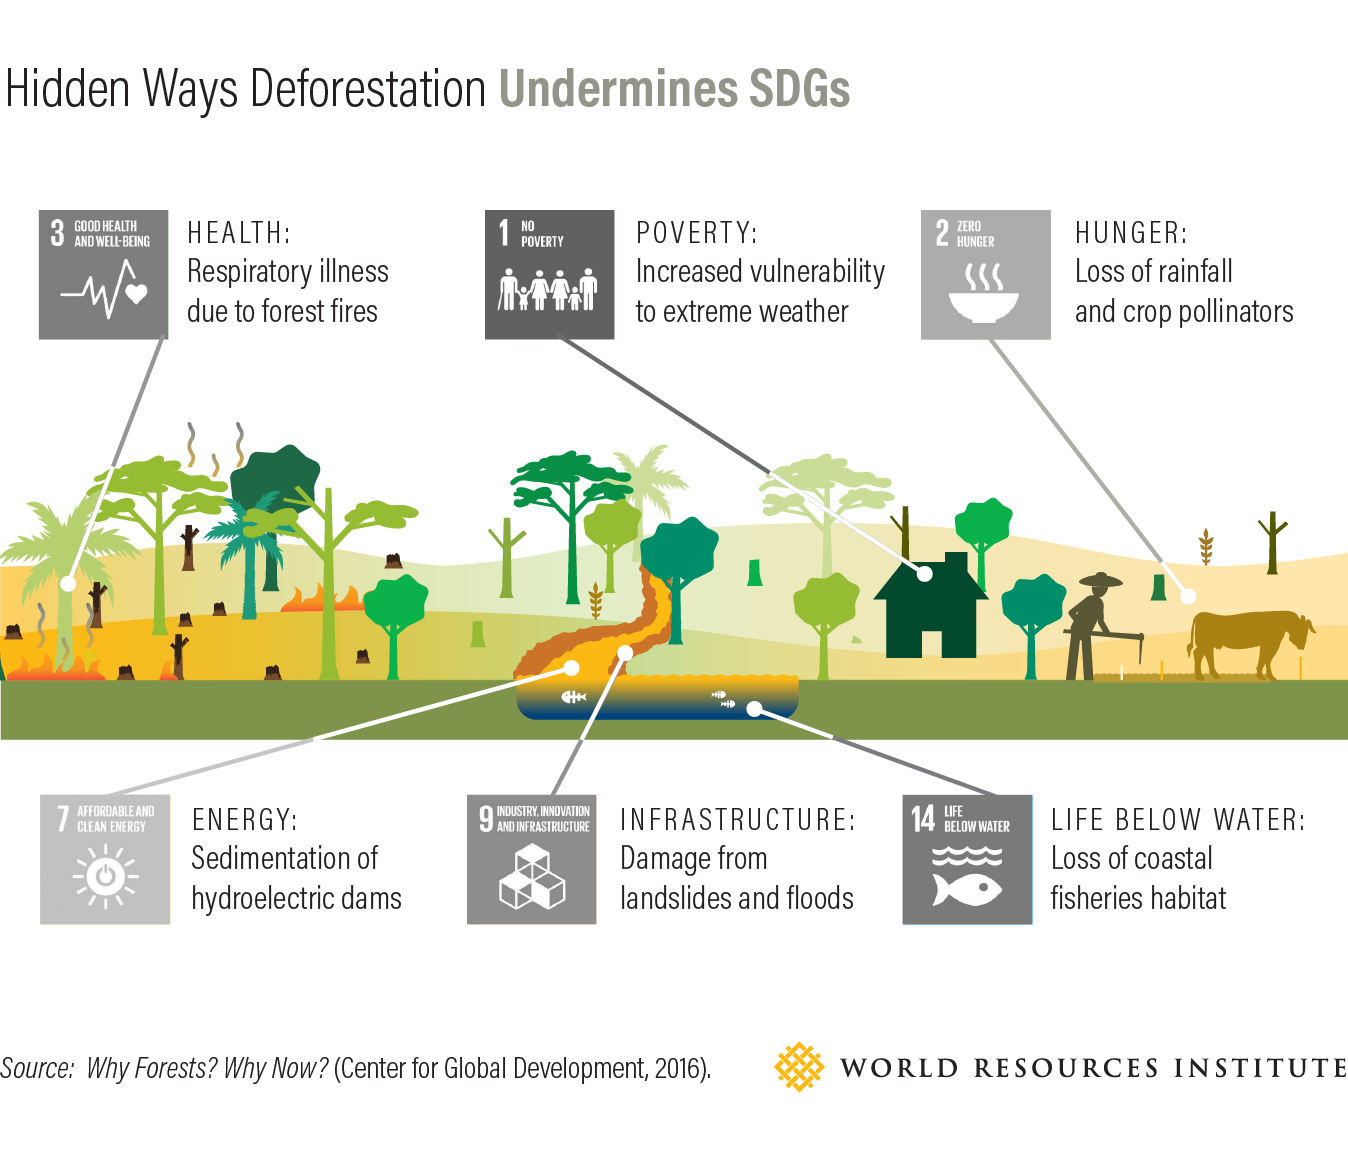 Hidden Ways Deforestation Undermines SDGs
3 GOOD HEALTH
AND WELL-BEING
HEALTH:
Respiratory illness
due to forest fires
1 NO
POVERTY
POVERTY:
Increased vulnerability
to extreme weather
2 ZERO
HUNGER
HUNGER:
Loss of rainfall
and crop pollinators
7 AFFORDABLE AND
CLEAN ENERGY
ENERGY:
Sedimentation of
hydroelectric dams
9 INDUSTRY, INNOVATION
AND INFRASTRUCTURE
INFRASTRUCTURE:
Damage from
landslides and floods
14 LIFE
BELOW WATER
LIFE BELOW WATER:
Loss of coastal
fisheries habitat
Source: Why Forests? Why Now? (Center for Global Development, 2016).
WORLD RESOURCES INSTITUTE